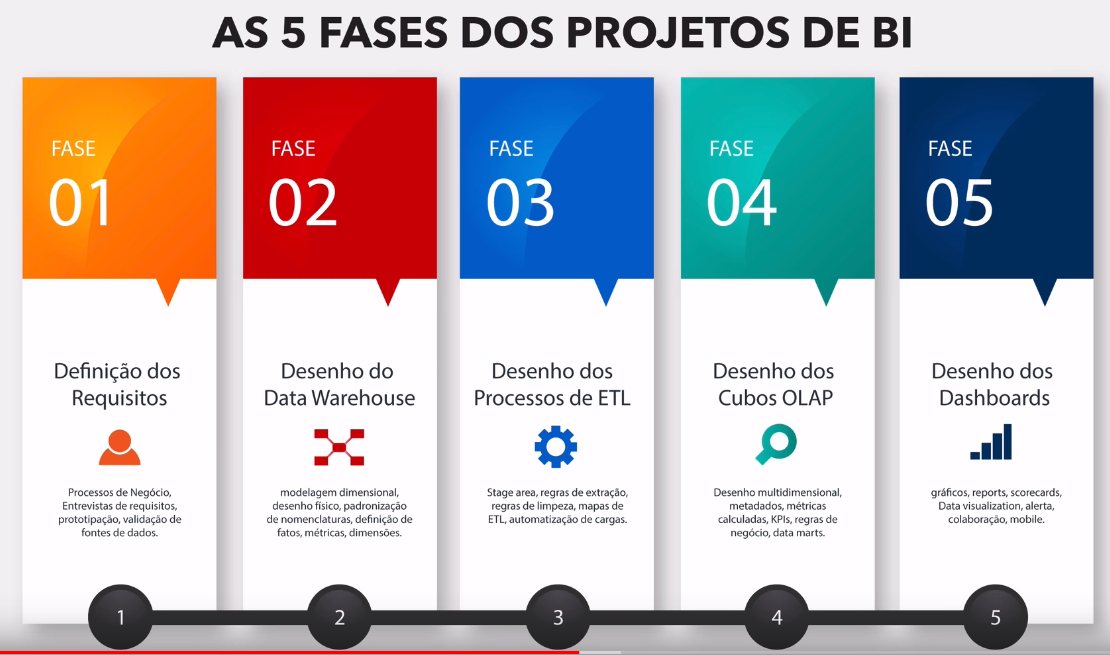 AS 5 FASES DOS PROJETOS DE BI
FASE
01
Definição dos
Requisitos
Processos de Negócio,
Entrevistas de requisitos,
prototipação, validação de
fontes de dados.
1
FASE
02
Desenho do
Data Warehouse
modelagem dimensional,
desenho físico, padronização
de nomenclaturas, definição de
fatos, métricas, dimensões.
2
FASE
03
Desenho dos
Processos de ETL
Stage area, regras de extração,
regras de limpeza, mapas de
ETL, automatização de cargas.
3
FASE
04
Desenho dos
Cubos OLAP
Desenho multidimensional,
metadados, métricas
calculadas, KPIs, regras de
negócio, data marts.
4
FASE
05
Desenho dos
Dashboards
gráficos, reports, scorecards,
Data visualization, alerta,
colaboração, mobile.
5